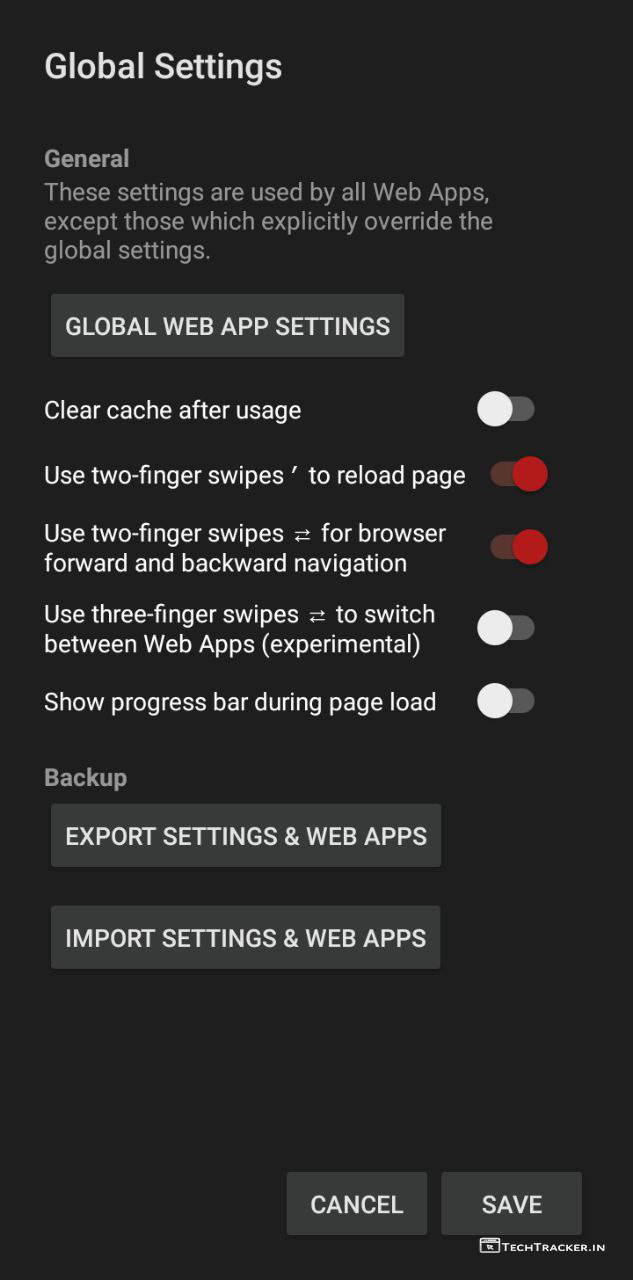 Global Settings
General
These settings are used by all Web Apps,
except those which explicitly override the
global settings.
GLOBAL WEB APP SETTINGS
Clear cache after usage
Use two-finger swipes ′ to reload page
Use two-finger swipes ⇄ for browser
forward and backward navigation
Use three-finger swipes ⇄ to switch
between Web Apps (experimental)
Show progress bar during page load
Backup
EXPORT SETTINGS & WEB APPS
IMPORT SETTINGS & WEB APPS
CANCEL
SAVE
TECHTRACKER.IN